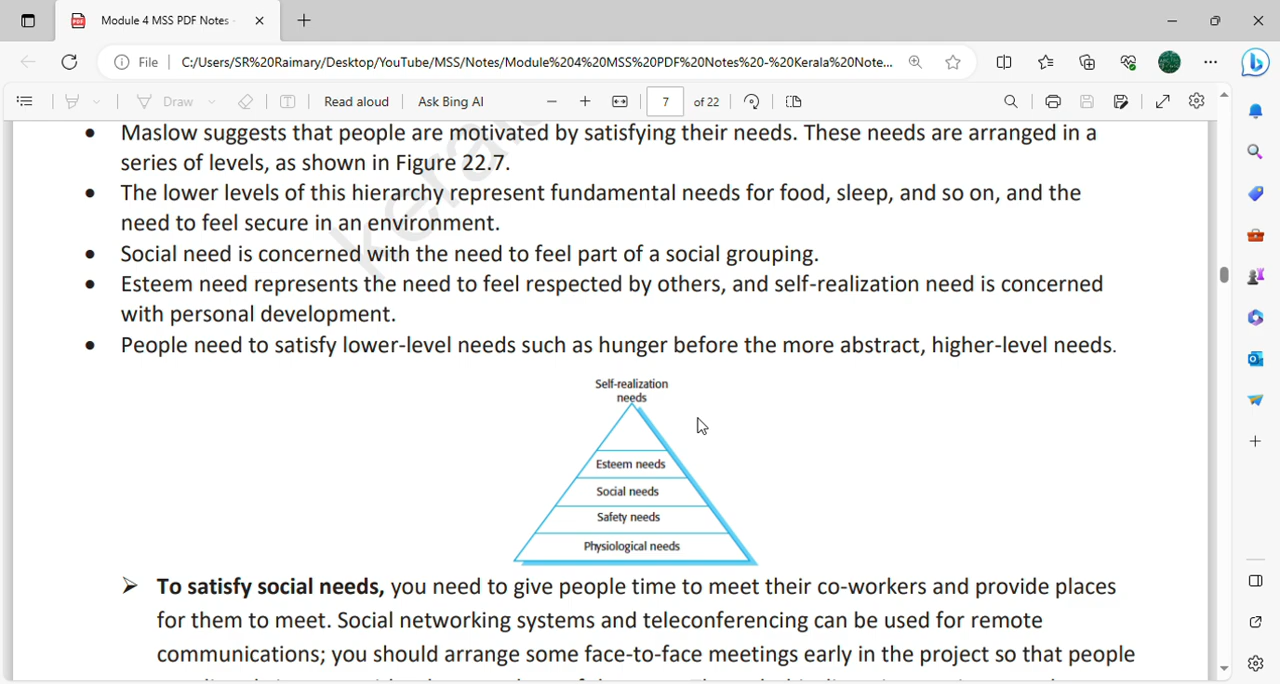 Module 4 MSS PDF Notes
File
C:/Users/SR%20Raimary/Desktop/YouTube/MSS/Notes/Module%204%20MSS%20PDF%20Notes%20-%20Kerala%20Note...
Draw
Read aloud
Ask Bing AI
7
of 22
• Maslow suggests that people are motivated by satisfying their needs. These needs are arranged in a
series of levels, as shown in Figure 22.7.
• The lower levels of this hierarchy represent fundamental needs for food, sleep, and so on, and the
need to feel secure in an environment.
• Social need is concerned with the need to feel part of a social grouping.
• Esteem need represents the need to feel respected by others, and self-realization need is concerned
with personal development.
• People need to satisfy lower-level needs such as hunger before the more abstract, higher-level needs.
Self-realization
needs
Esteem needs
Social needs
Safety needs
Physiological needs
➢ To satisfy social needs, you need to give people time to meet their co-workers and provide places
for them to meet. Social networking systems and teleconferencing can be used for remote
communications; you should arrange some face-to-face meetings early in the project so that people